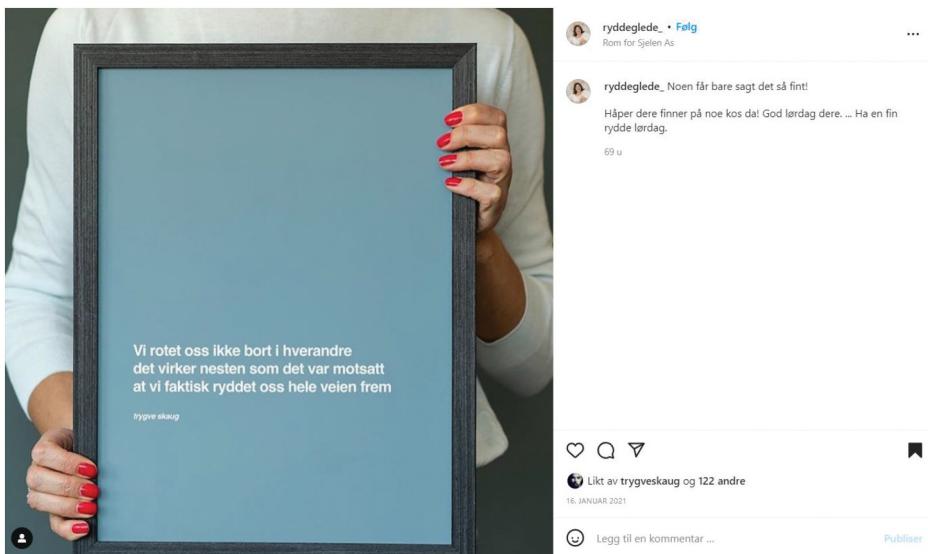 Vi rotet oss ikke bort i hverandre
det virker nesten som det var motsatt
at vi faktisk ryddet oss hele veien frem
trygve skaug
ryddeglede_ • Følg
Rom for Sjelen As
ryddeglede_ Noen får bare sagt det så fint!
Håper dere finner på noe kos da! God lørdag dere. ... Ha en fin
rydde lørdag.
69 u
Likt av trygveskaug og 122 andre
16. JANUAR 2021
Legg til en kommentar ...
Publiser